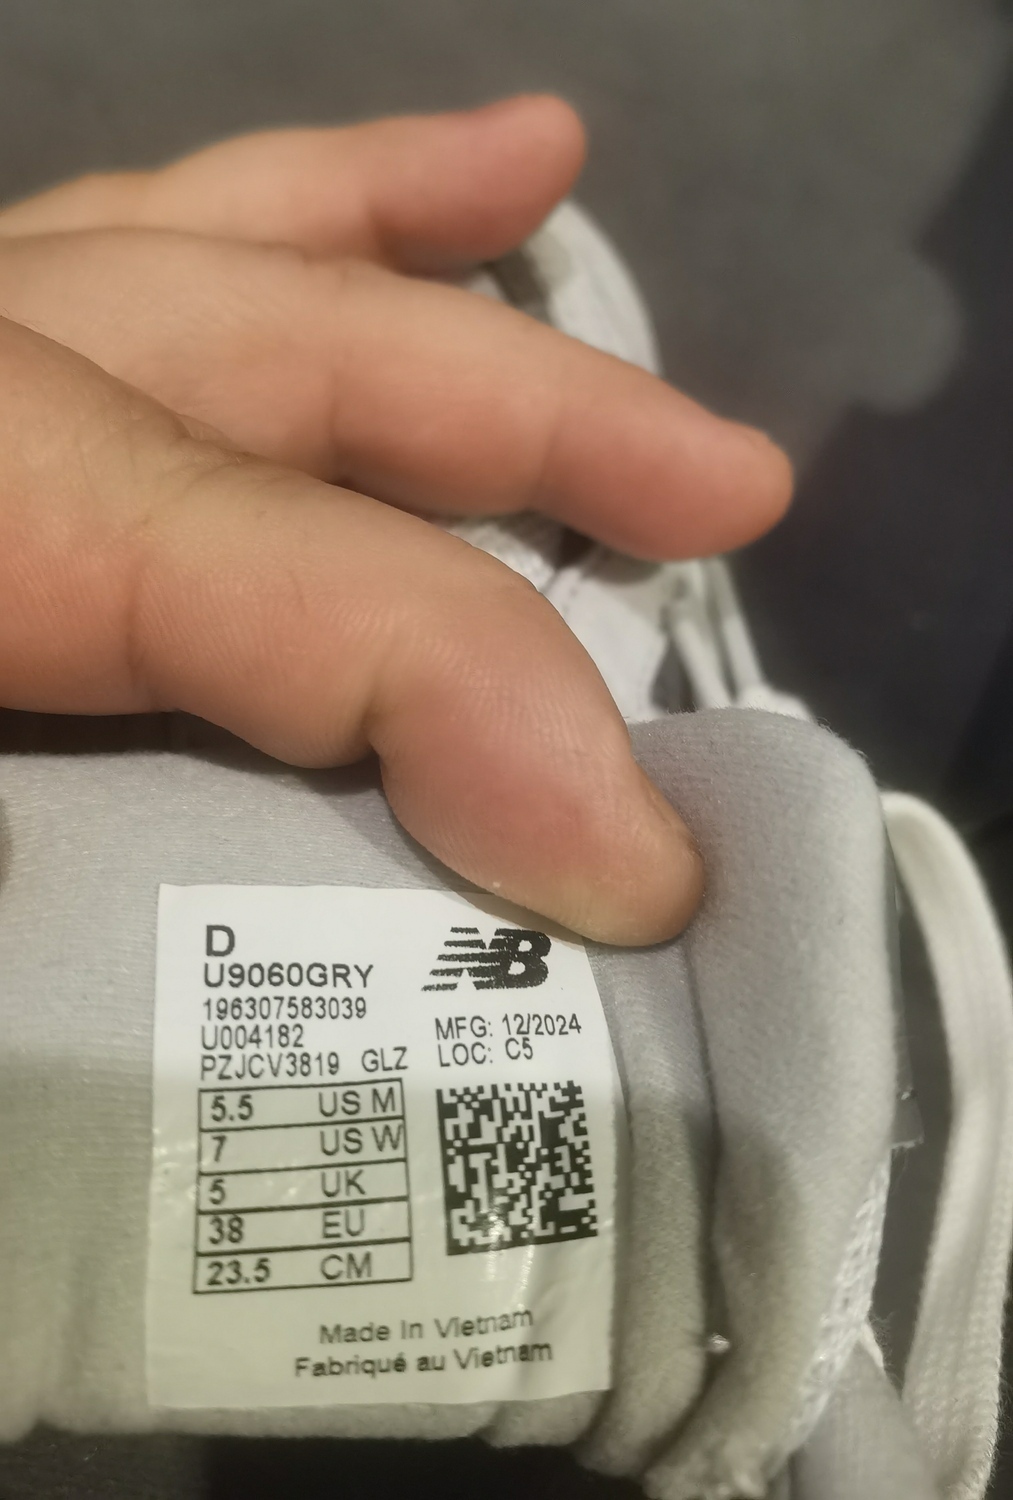 D
NB
U9060GRY
196307583039
U004182
PZJCV3819 GLZ
MFG: 12/2024
LOC: C5
5.5 US M
7 US W
5 UK
38 EU
23.5 CM
Made In Vietnam
Fabriqué au Vietnam